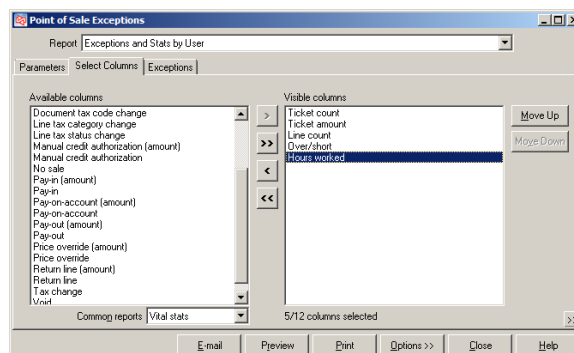 Point of Sale Exceptions
Report Exceptions and Stats by User
Parameters Select Columns Exceptions
Available columns
Document tax code change
Line tax category change
Line tax status change
Manual credit authorization (amount)
Manual credit authorization
No sale
Pay-in (amount)
Pay-in
Pay-on-account (amount)
Pay-on-account
Pay-out (amount)
Pay-out
Price override (amount)
Price override
Return line (amount)
Return line
Tax change
Void
>
>>
<
<<
Visible columns
Ticket count
Ticket amount
Line count
Over/short
Hours worked
Move Up
Move Down
Common reports Vital stats
5/12 columns selected
>>
E-mail Preview Print Options >> Close Help